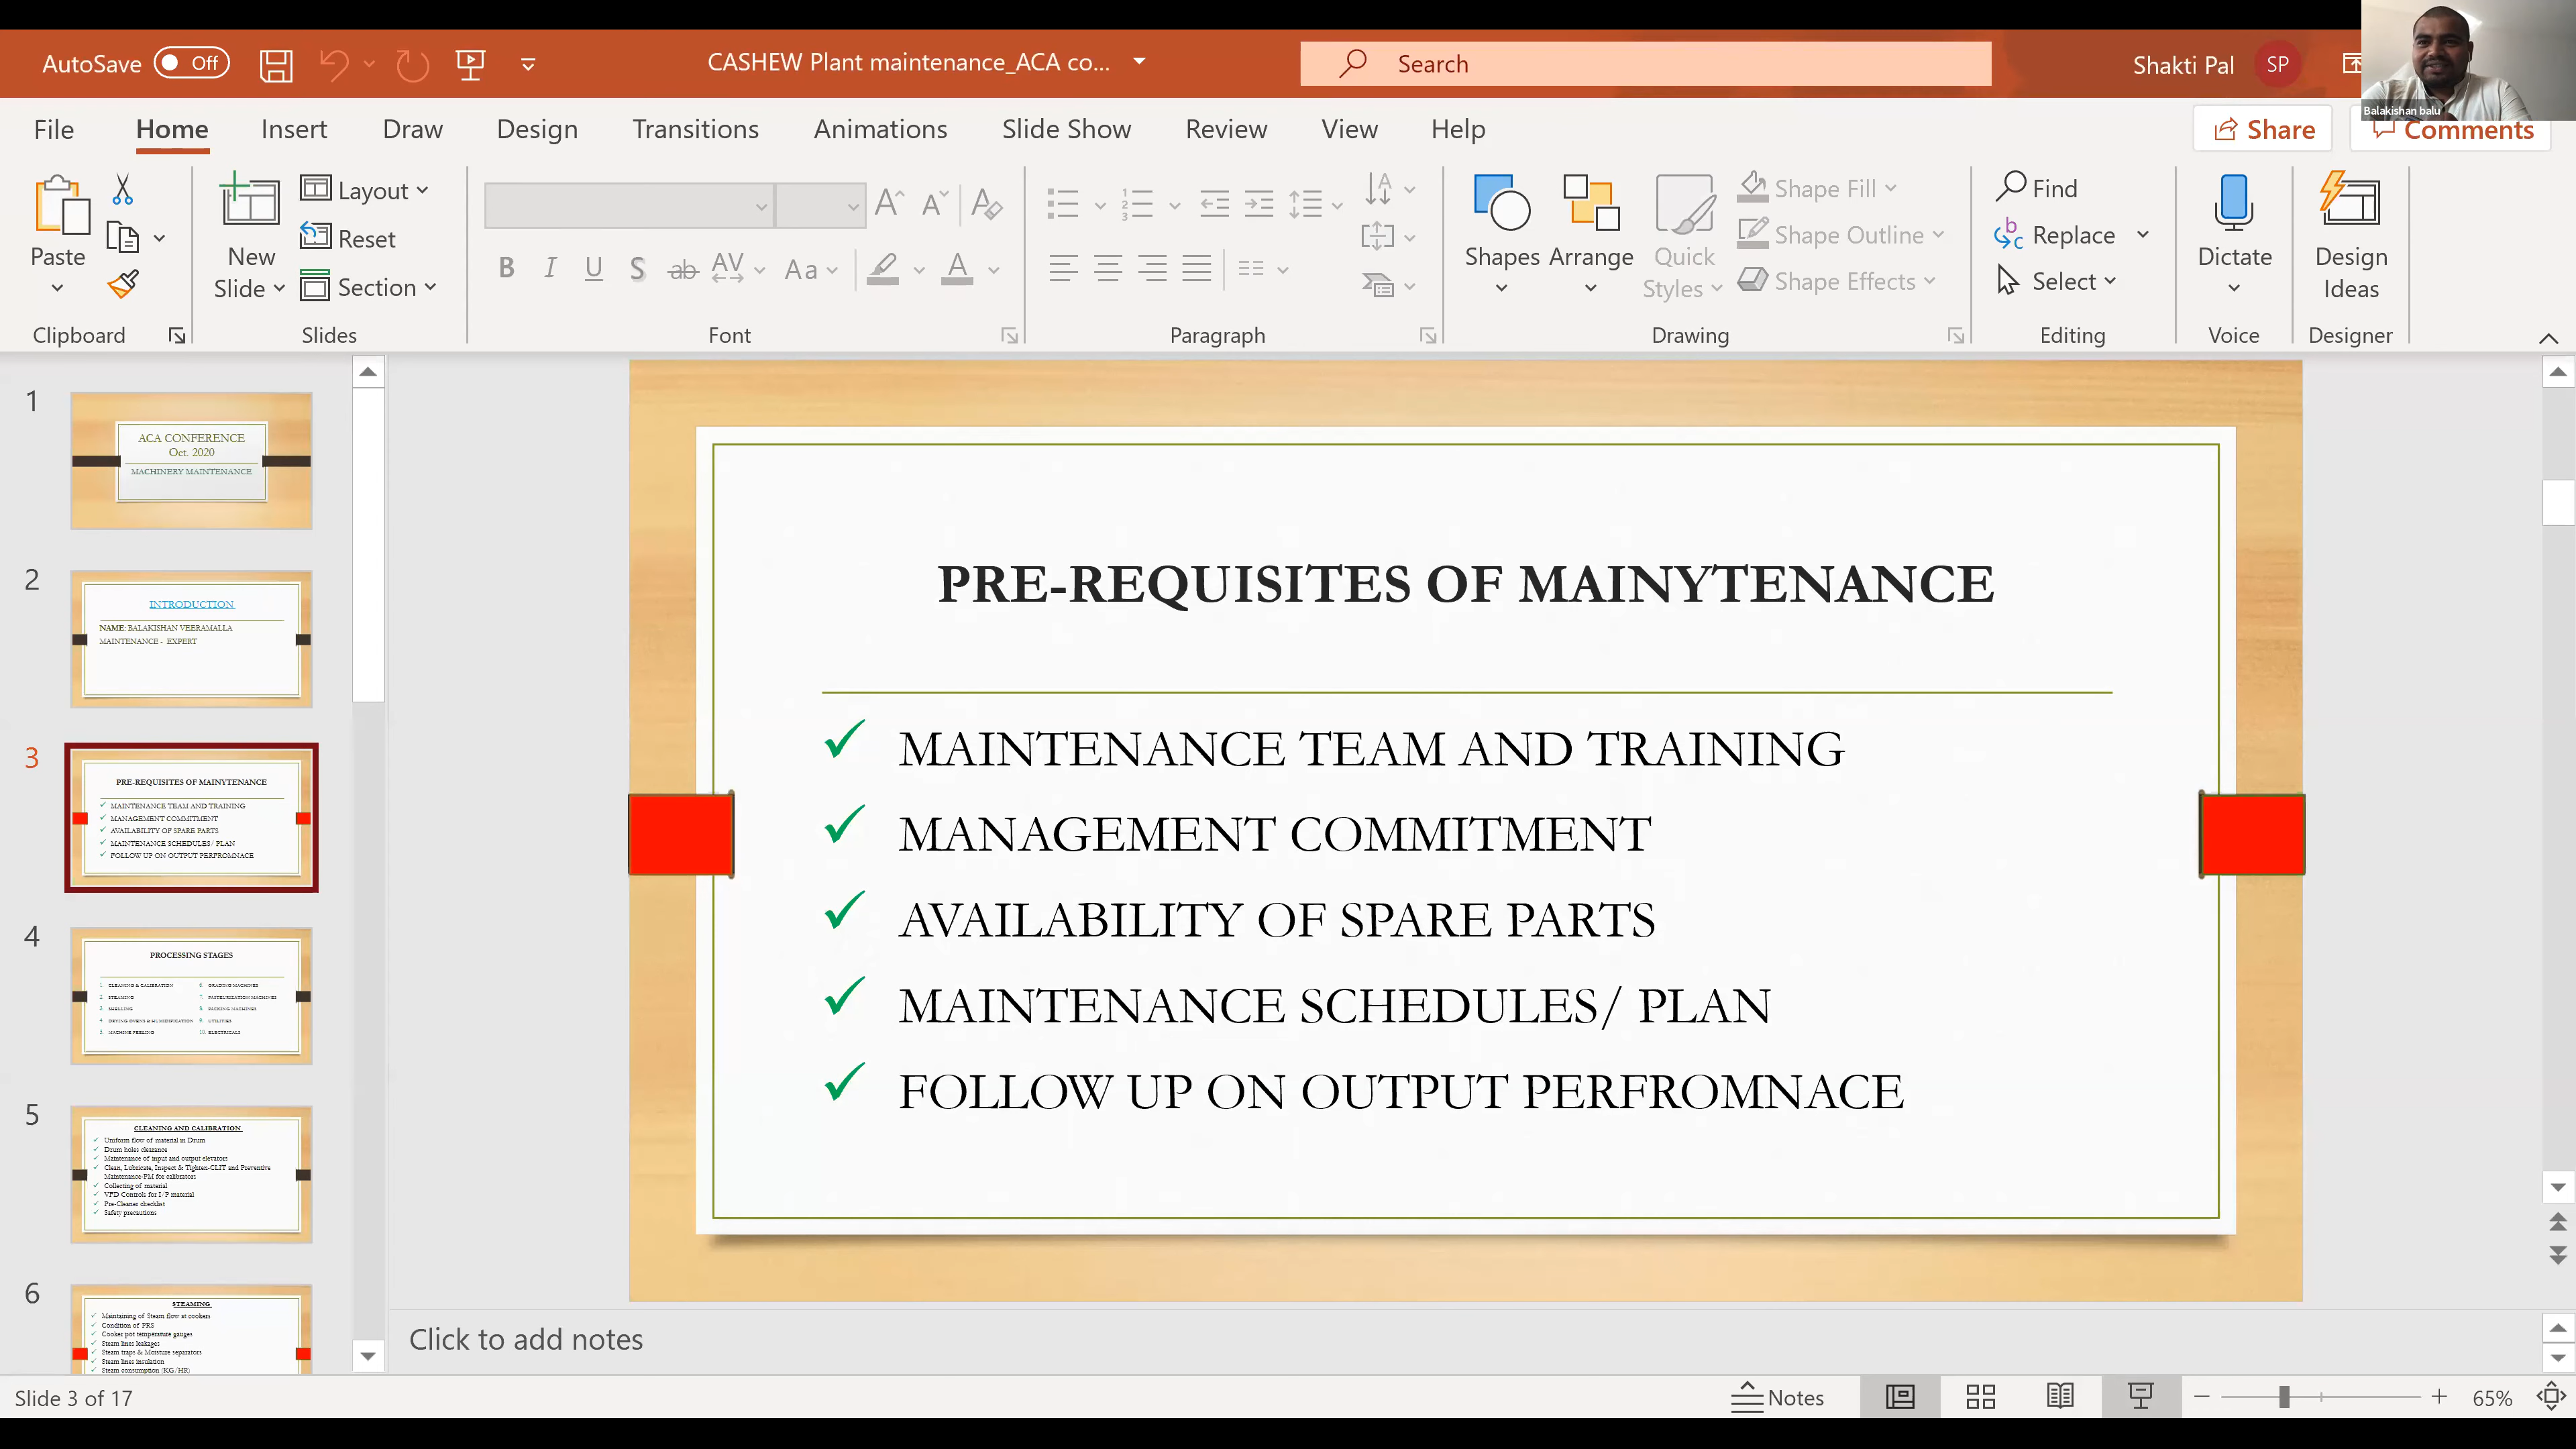 AutoSave Off
CASHEW Plant maintenance_ACA co...
Search
Shakti Pal SP
Balakishan balu
File Home Insert Draw Design Transitions Animations Slide Show Review View Help
Share Comments
Paste
Clipboard
New
Slide
Layout
Reset
Section
Slides
Font
Paragraph
Shapes
Arrange
Quick
Styles
Shape Fill
Shape Outline
Shape Effects
Drawing
Find
Replace
Select
Editing
Dictate
Voice
Design
Ideas
Designer
1
ACA CONFERENCE
Oct. 2020
MACHINERY MAINTENANCE
2
INTRODUCTION
NAME: BALAKISHAN VEERAMALLA
MAINTENANCE - EXPERT
3
PRE-REQUISITES OF MAINYTENANCE
MAINTENANCE TEAM AND TRAINING
MANAGEMENT COMMITMENT
AVAILABILITY OF SPARE PARTS
MAINTENANCE SCHEDULES/ PLAN
FOLLOW UP ON OUTPUT PERFROMNACE
4
PROCESSING STAGES
1. CLEANING & CALIBRATION
2. STEAMING
3. SHELLING
4. DRYING OVENS & HUMIDIFICATION
5. MACHINE PEELING
6. GRADING MACHINES
7. PASTEURIZATION MACHINES
8. PACKING MACHINES
9. UTILITIES
10. ELECTRICALS
5
CLEANING AND CALIBRATION
Uniform flow of material in Drum
Drum holes clearance
Maintenance of input and output elevators
Clean, Lubricate, Inspect & Tighten-CLIT and Preventive
Maintenance-PM for calibrators
Collecting of material
VFD Controls for I/P material
Pre-Cleaner checklist
Safety precautions
6
STEAMING
Maintaining of Steam flow at cookers
Condition of PRS
Cooker pot temperature gauges
Steam lines leakages
Steam traps & Moisture separators
Steam lines insulation
Steam consumption (KG/HR)
PRE-REQUISITES OF MAINYTENANCE
MAINTENANCE TEAM AND TRAINING
MANAGEMENT COMMITMENT
AVAILABILITY OF SPARE PARTS
MAINTENANCE SCHEDULES/ PLAN
FOLLOW UP ON OUTPUT PERFROMNACE
Click to add notes
Slide 3 of 17
Notes
65%